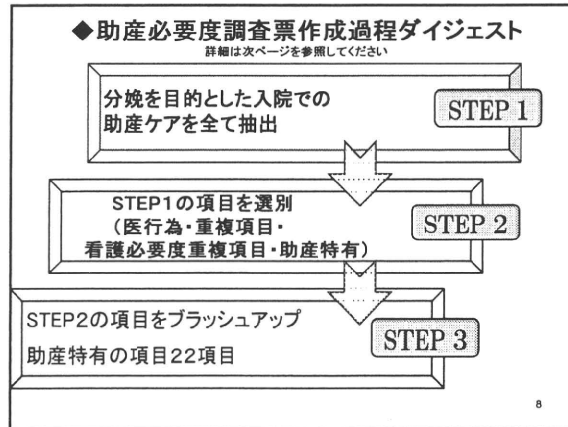 ◆助産必要度調査票作成過程ダイジェスト
詳細は次ページを参照してください
分娩を目的とした入院での
助産ケアを全て抽出
STEP 1
STEP1の項目を選別
（医行為・重複項目・
看護必要度重複項目・助産特有）
STEP 2
STEP2の項目をブラッシュアップ
助産特有の項目22項目
STEP 3
8